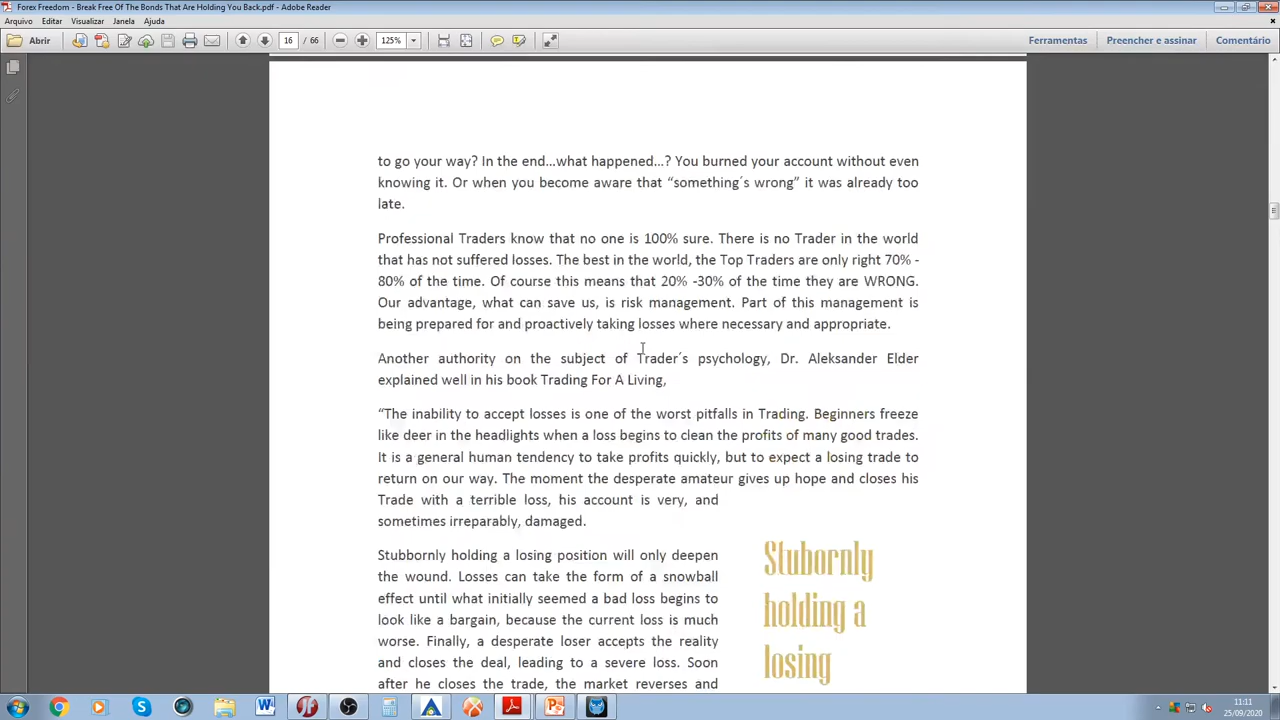 Forex Freedom - Break Free Of The Bonds That Are Holding You Back.pdf - Adobe Reader
Arquivo Editar Visualizar Janela Ajuda
Abrir 16 / 66 125% Ferramentas Preencher e assinar Comentário
to go your way? In the end…what happened…? You burned your account without even
knowing it. Or when you become aware that “something´s wrong” it was already too
late.
Professional Traders know that no one is 100% sure. There is no Trader in the world
that has not suffered losses. The best in the world, the Top Traders are only right 70% -
80% of the time. Of course this means that 20% -30% of the time they are WRONG.
Our advantage, what can save us, is risk management. Part of this management is
being prepared for and proactively taking losses where necessary and appropriate.
Another authority on the subject of Trader´s psychology, Dr. Aleksander Elder
explained well in his book Trading For A Living,
“The inability to accept losses is one of the worst pitfalls in Trading. Beginners freeze
like deer in the headlights when a loss begins to clean the profits of many good trades.
It is a general human tendency to take profits quickly, but to expect a losing trade to
return on our way. The moment the desperate amateur gives up hope and closes his
Trade with a terrible loss, his account is very, and
sometimes irreparably, damaged.
Stubbornly holding a losing position will only deepen
the wound. Losses can take the form of a snowball
effect until what initially seemed a bad loss begins to
look like a bargain, because the current loss is much
worse. Finally, a desperate loser accepts the reality
and closes the deal, leading to a severe loss. Soon
after he closes the trade, the market reverses and
Stubornly
holding a
losing
11:11
25/09/2020